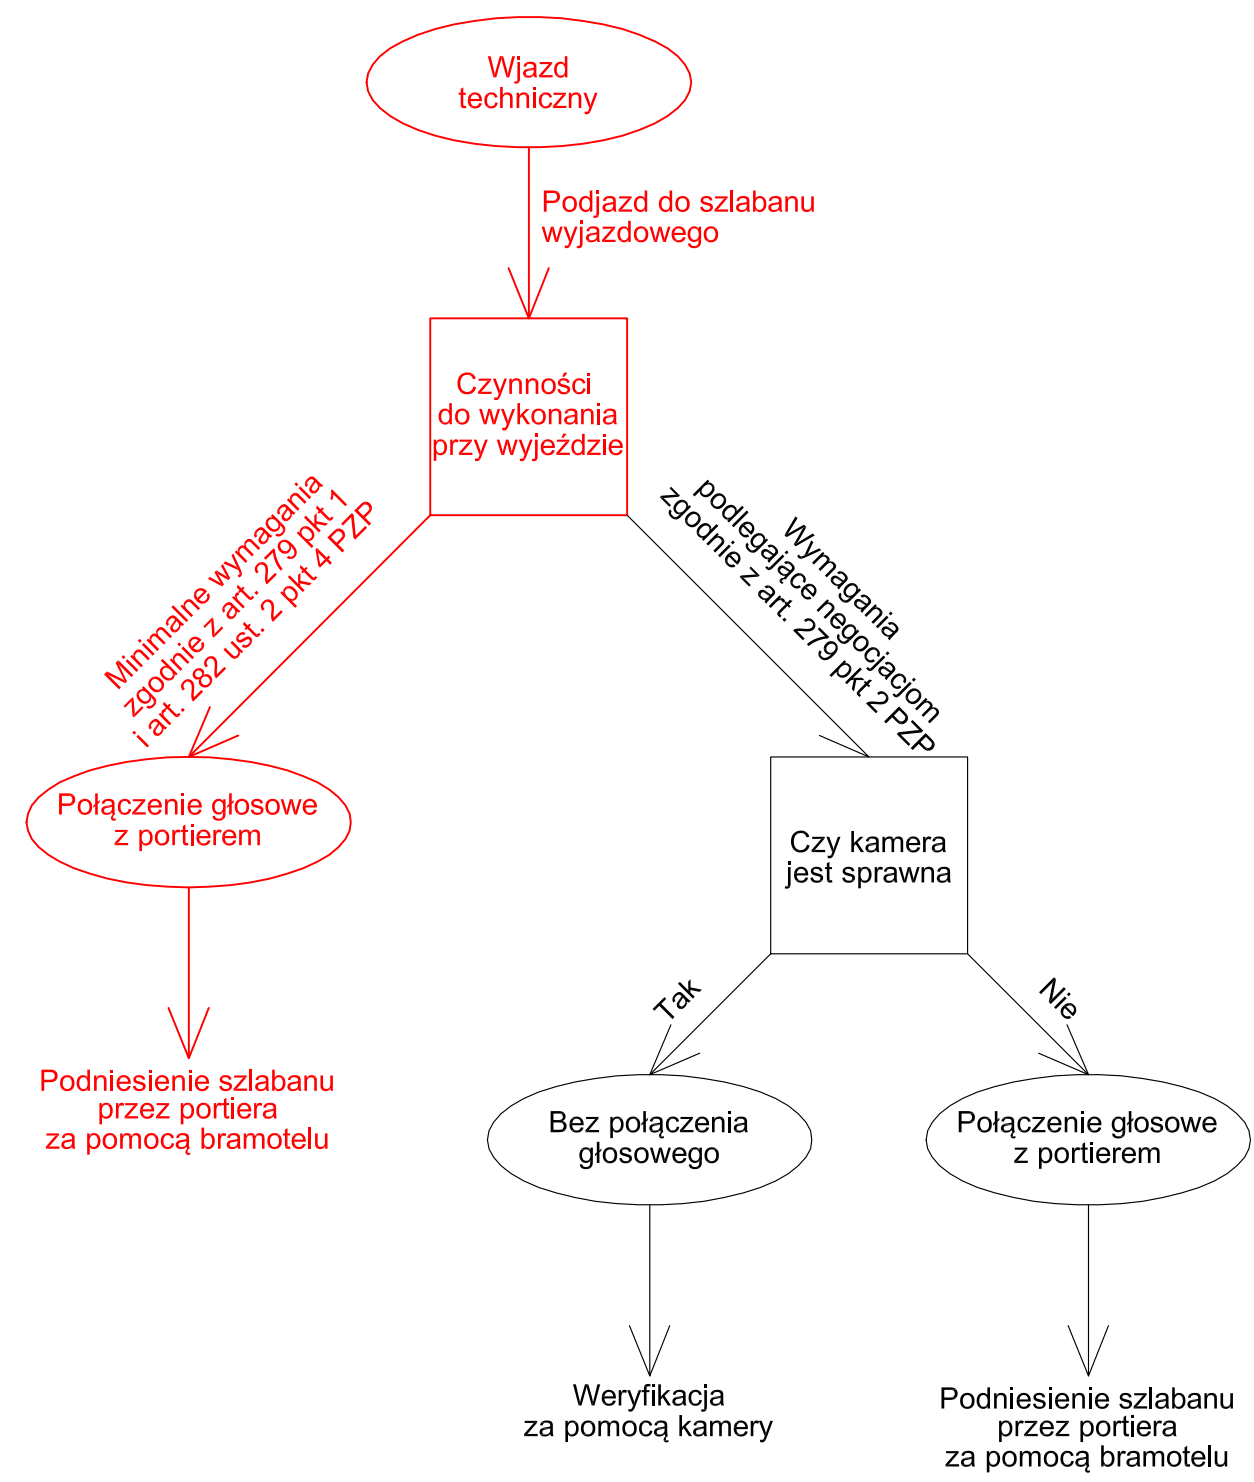 Wjazd
techniczny
Podjazd do szlabanu
wyjazdowego
Czynności
do wykonania
przy wyjeździe
Minimalne wymagania
zgodnie z art. 279 pkt 1
i art. 282 ust. 2 pkt 4 PZP
Wymagania
podlegające negocjacjom
zgodnie z art. 279 pkt 2 PZP
Połączenie głosowe
z portierem
Czy kamera
jest sprawna
Tak
Nie
Podniesienie szlabanu
przez portiera
za pomocą bramotelu
Bez połączenia
głosowego
Połączenie głosowe
z portierem
Weryfikacja
za pomocą kamery
Podniesienie szlabanu
przez portiera
za pomocą bramotelu